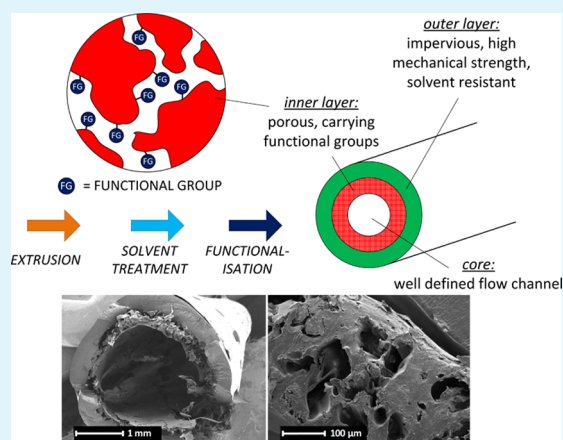 FG
FG
FG
FG
FG
FG
FG
FG
FG
outer layer:
impervious, high
mechanical strength,
solvent resistant
inner layer:
porous, carrying
functional groups
FG = FUNCTIONAL GROUP
EXTRUSION
SOLVENT
TREATMENT
FUNCTIONAL-
ISATION
core:
well defined flow channel
1 mm
100 µm